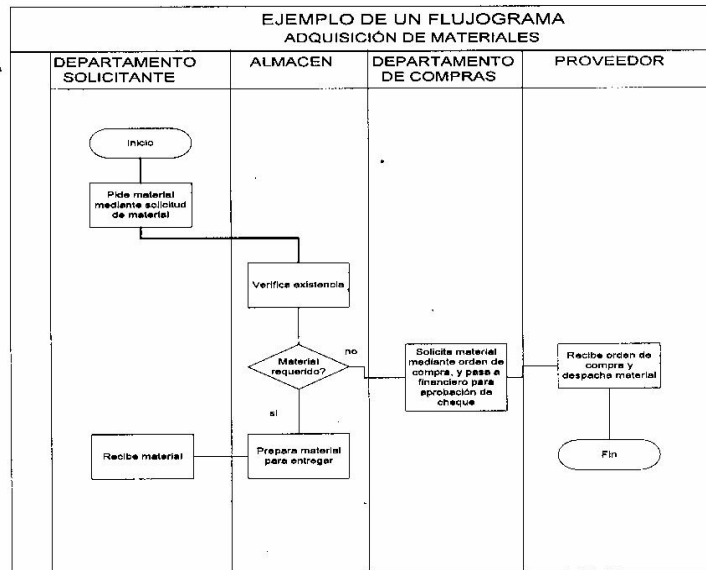 EJEMPLO DE UN FLUJOGRAMA
ADQUISICIÓN DE MATERIALES
DEPARTAMENTO
SOLICITANTE
ALMACEN
DEPARTAMENTO
DE COMPRAS
PROVEEDOR
Inicio
Pide material
mediante solicitud
de material
Verifica existencia
Material
requerido?
no
Solicita material
mediante orden de
compra, y pasa a
financiero para
aprobación de
cheque
Recibe orden de
compra y
despacha material
si
Recibe material
Prepara material
para entregar
Fin